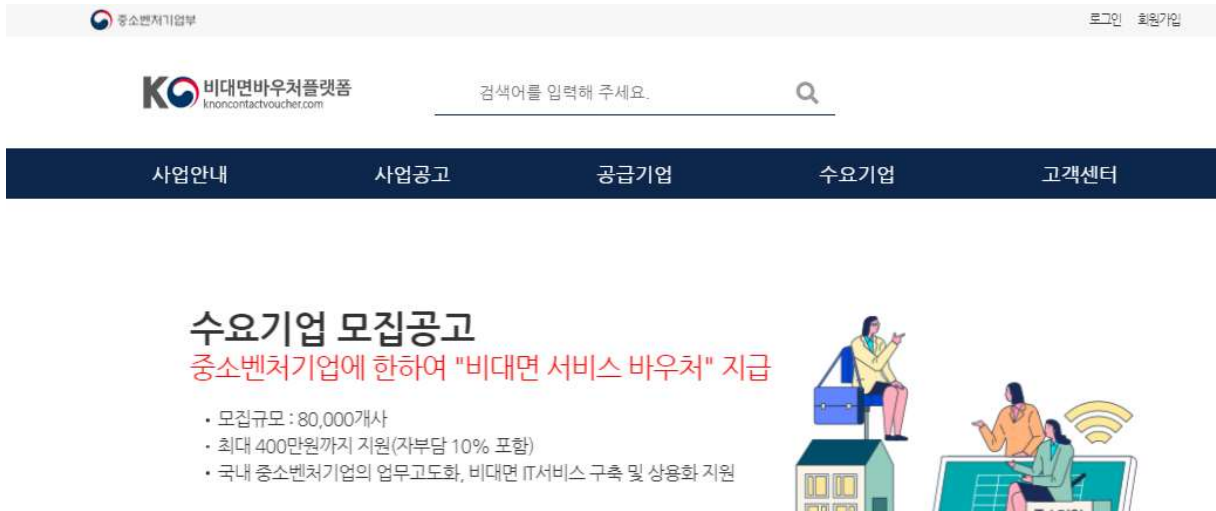 중소벤처기업부
로그인 회원가입
K 비대면바우처플랫폼
knoncontactvoucher.com
검색어를 입력해 주세요.
사업안내 사업공고 공급기업 수요기업 고객센터
수요기업 모집공고
중소벤처기업에 한하여 "비대면 서비스 바우처" 지급
• 모집규모 : 80,000개사
• 최대 400만원까지 지원(자부담 10% 포함)
• 국내 중소벤처기업의 업무고도화, 비대면 IT서비스 구축 및 상용화 지원